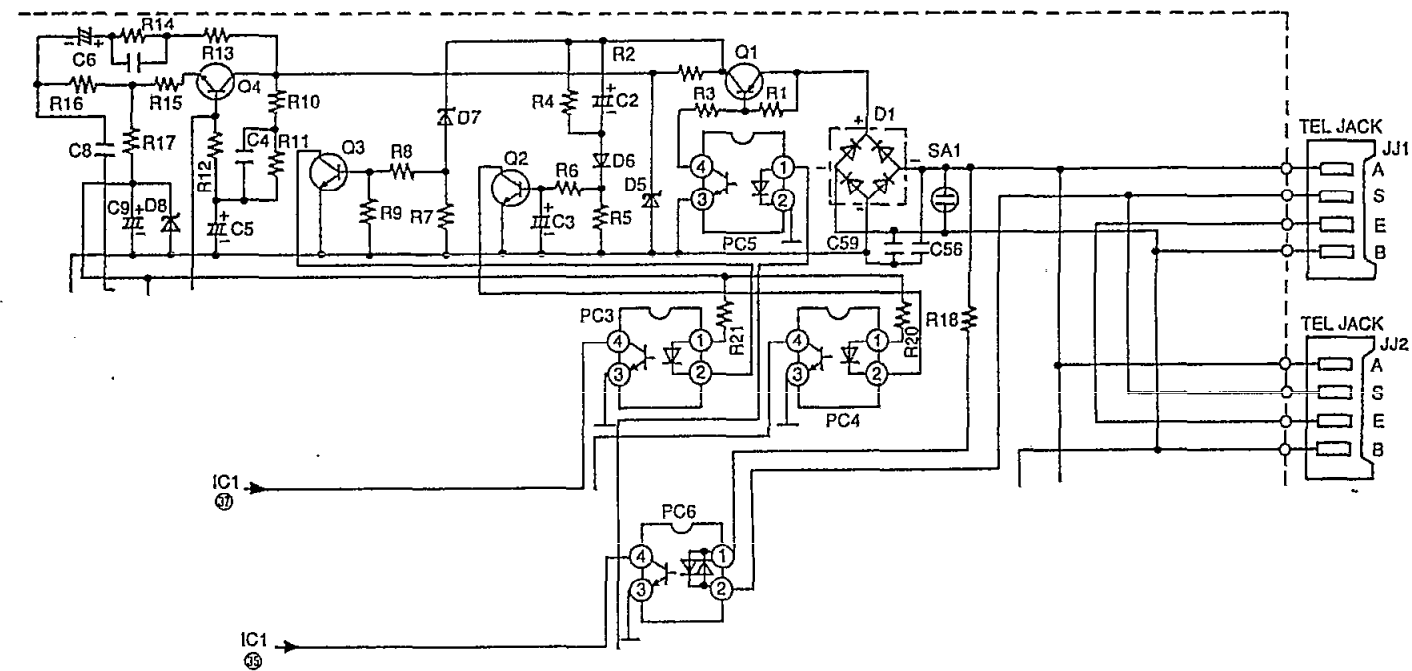 R14
C6
R13
R2
Q1
Q4
R16
R15
R10
D7
R4
C2
R3
R1
D1
TEL JACK
JJ1
C8
R17
C4
R11
Q3
R8
Q2
R6
D6
SA1
A
R12
D5
4
1
S
C9
D8
C5
R9
R7
C3
R5
3
2
E
PC5
C59
C56
B
PC3
4
1
R21
PC4
4
1
R20
R18
TEL JACK
JJ2
3
2
3
2
A
S
E
B
IC1
37
PC6
4
1
3
2
IC1
35